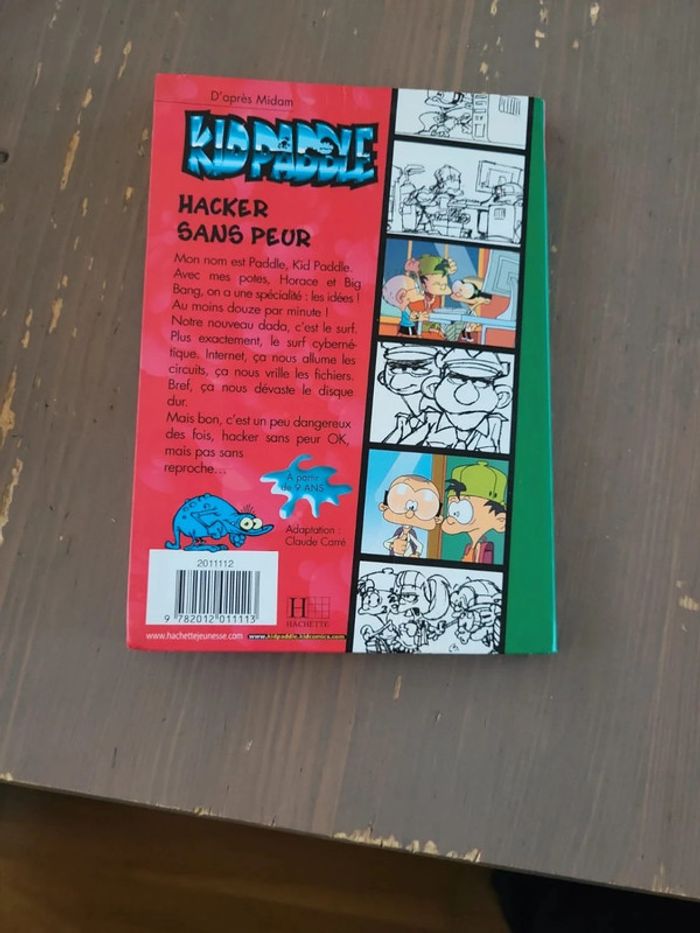 D'après Midam
KID PADDLE
HACKER
SANS PEUR
Mon nom est Paddle, Kid Paddle.
Avec mes potes, Horace et Big
Bang, on a une spécialité : les idées !
Au moins douze par minute !
Notre nouveau dada, c'est le surf.
Plus exactement, le surf cyberné-
tique. Internet, ça nous allume les
circuits, ça nous vrille les fichiers.
Bref, ça nous dévaste le disque
dur.
Mais bon, c'est un peu dangereux
des fois, hacker sans peur OK,
mais pas sans
reproche...
À partir
de 9 ANS
Adaptation :
Claude Carré
2011112
9 782012 011113
H
HACHETTE
www.hachettejeunesse.com
www.kidpaddle.kidcomics.com